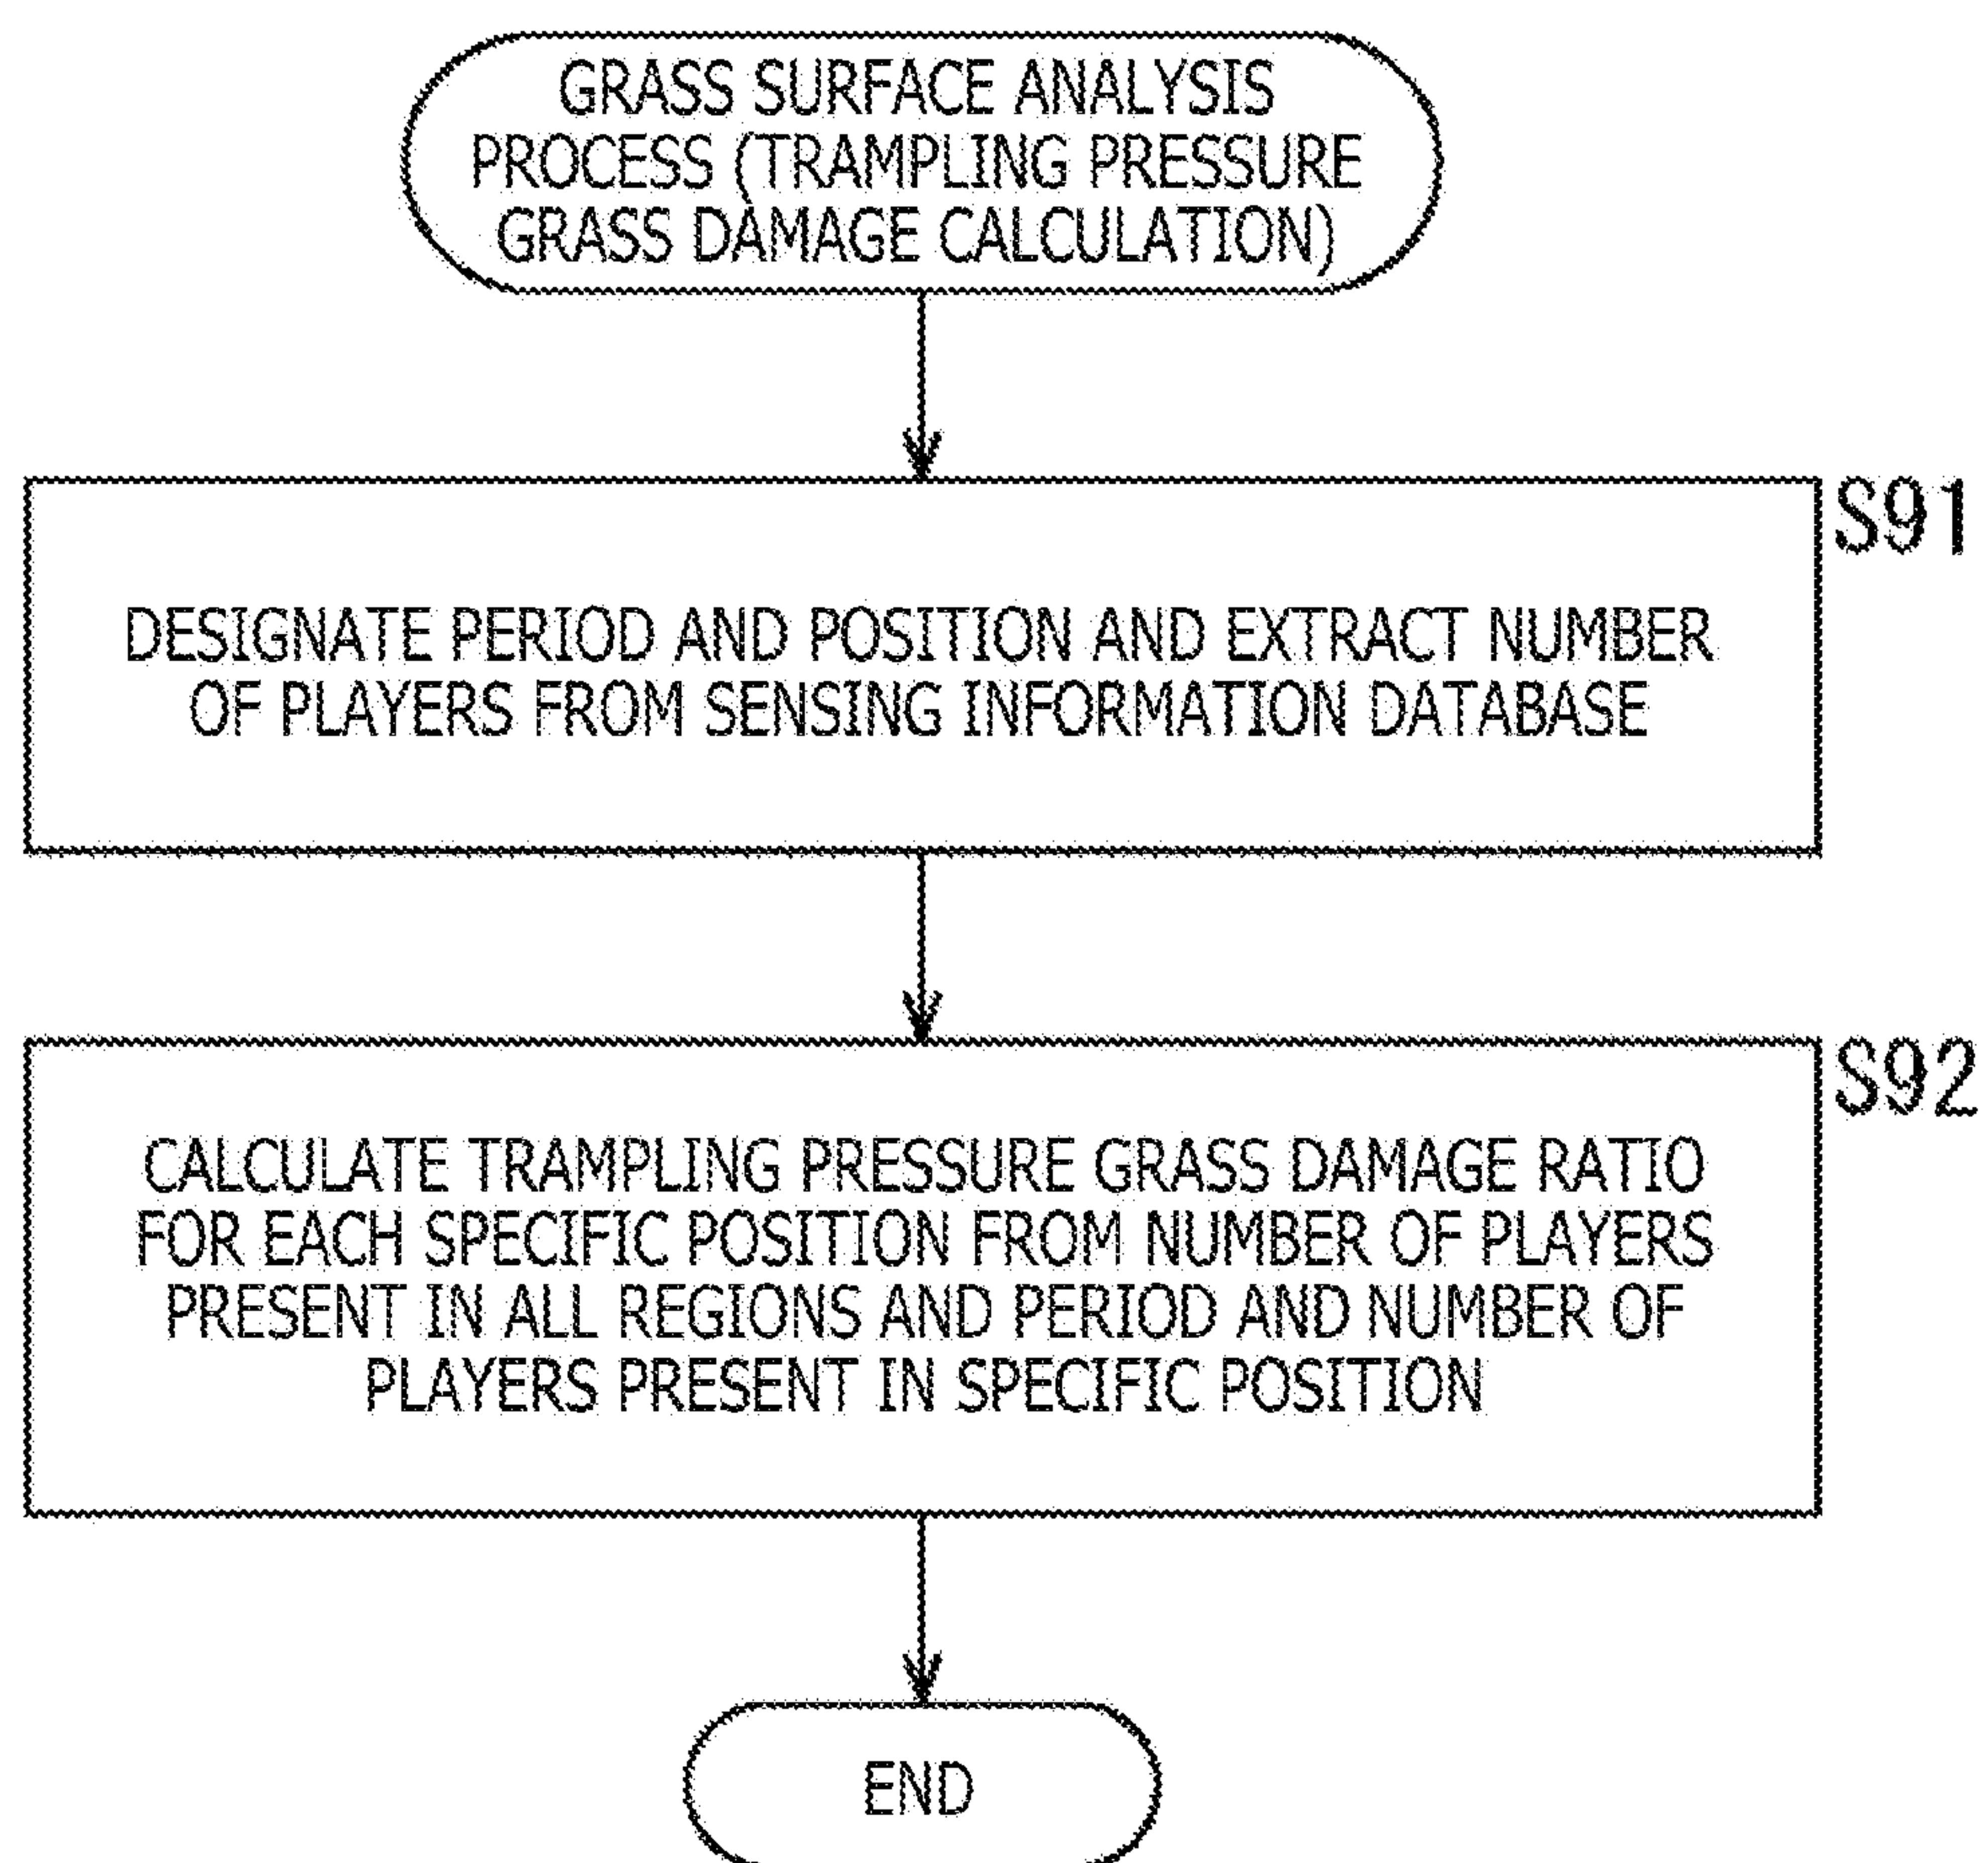 GRASS SURFACE ANALYSIS
PROCESS (TRAMPLING PRESSURE
GRASS DAMAGE CALCULATION)
S91
DESIGNATE PERIOD AND POSITION AND EXTRACT NUMBER
OF PLAYERS FROM SENSING INFORMATION DATABASE
S92
CALCULATE TRAMPLING PRESSURE GRASS DAMAGE RATIO
FOR EACH SPECIFIC POSITION FROM NUMBER OF PLAYERS
PRESENT IN ALL REGIONS AND PERIOD AND NUMBER OF
PLAYERS PRESENT IN SPECIFIC POSITION
END